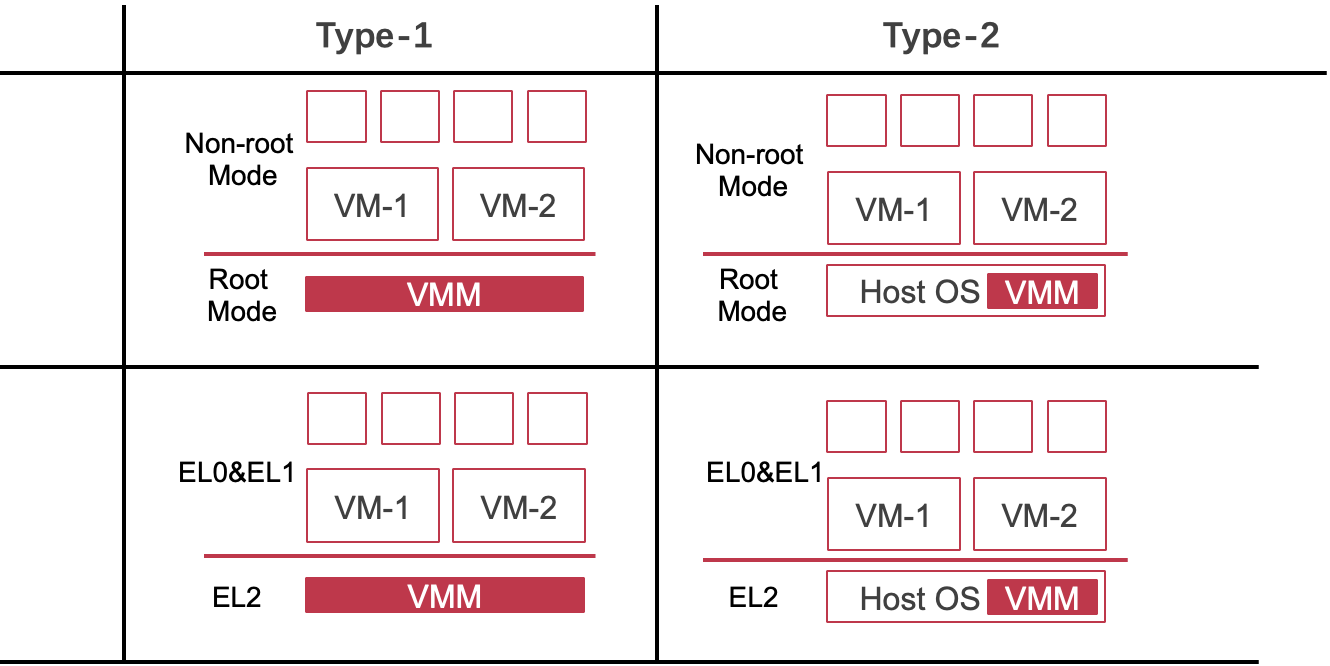 Type-1
Type-2
Non-root
Mode
VM-1
VM-2
Root
Mode
VMM
Non-root
Mode
VM-1
VM-2
Root
Mode
Host OS
VMM
EL0&EL1
VM-1
VM-2
EL2
VMM
EL0&EL1
VM-1
VM-2
EL2
Host OS
VMM